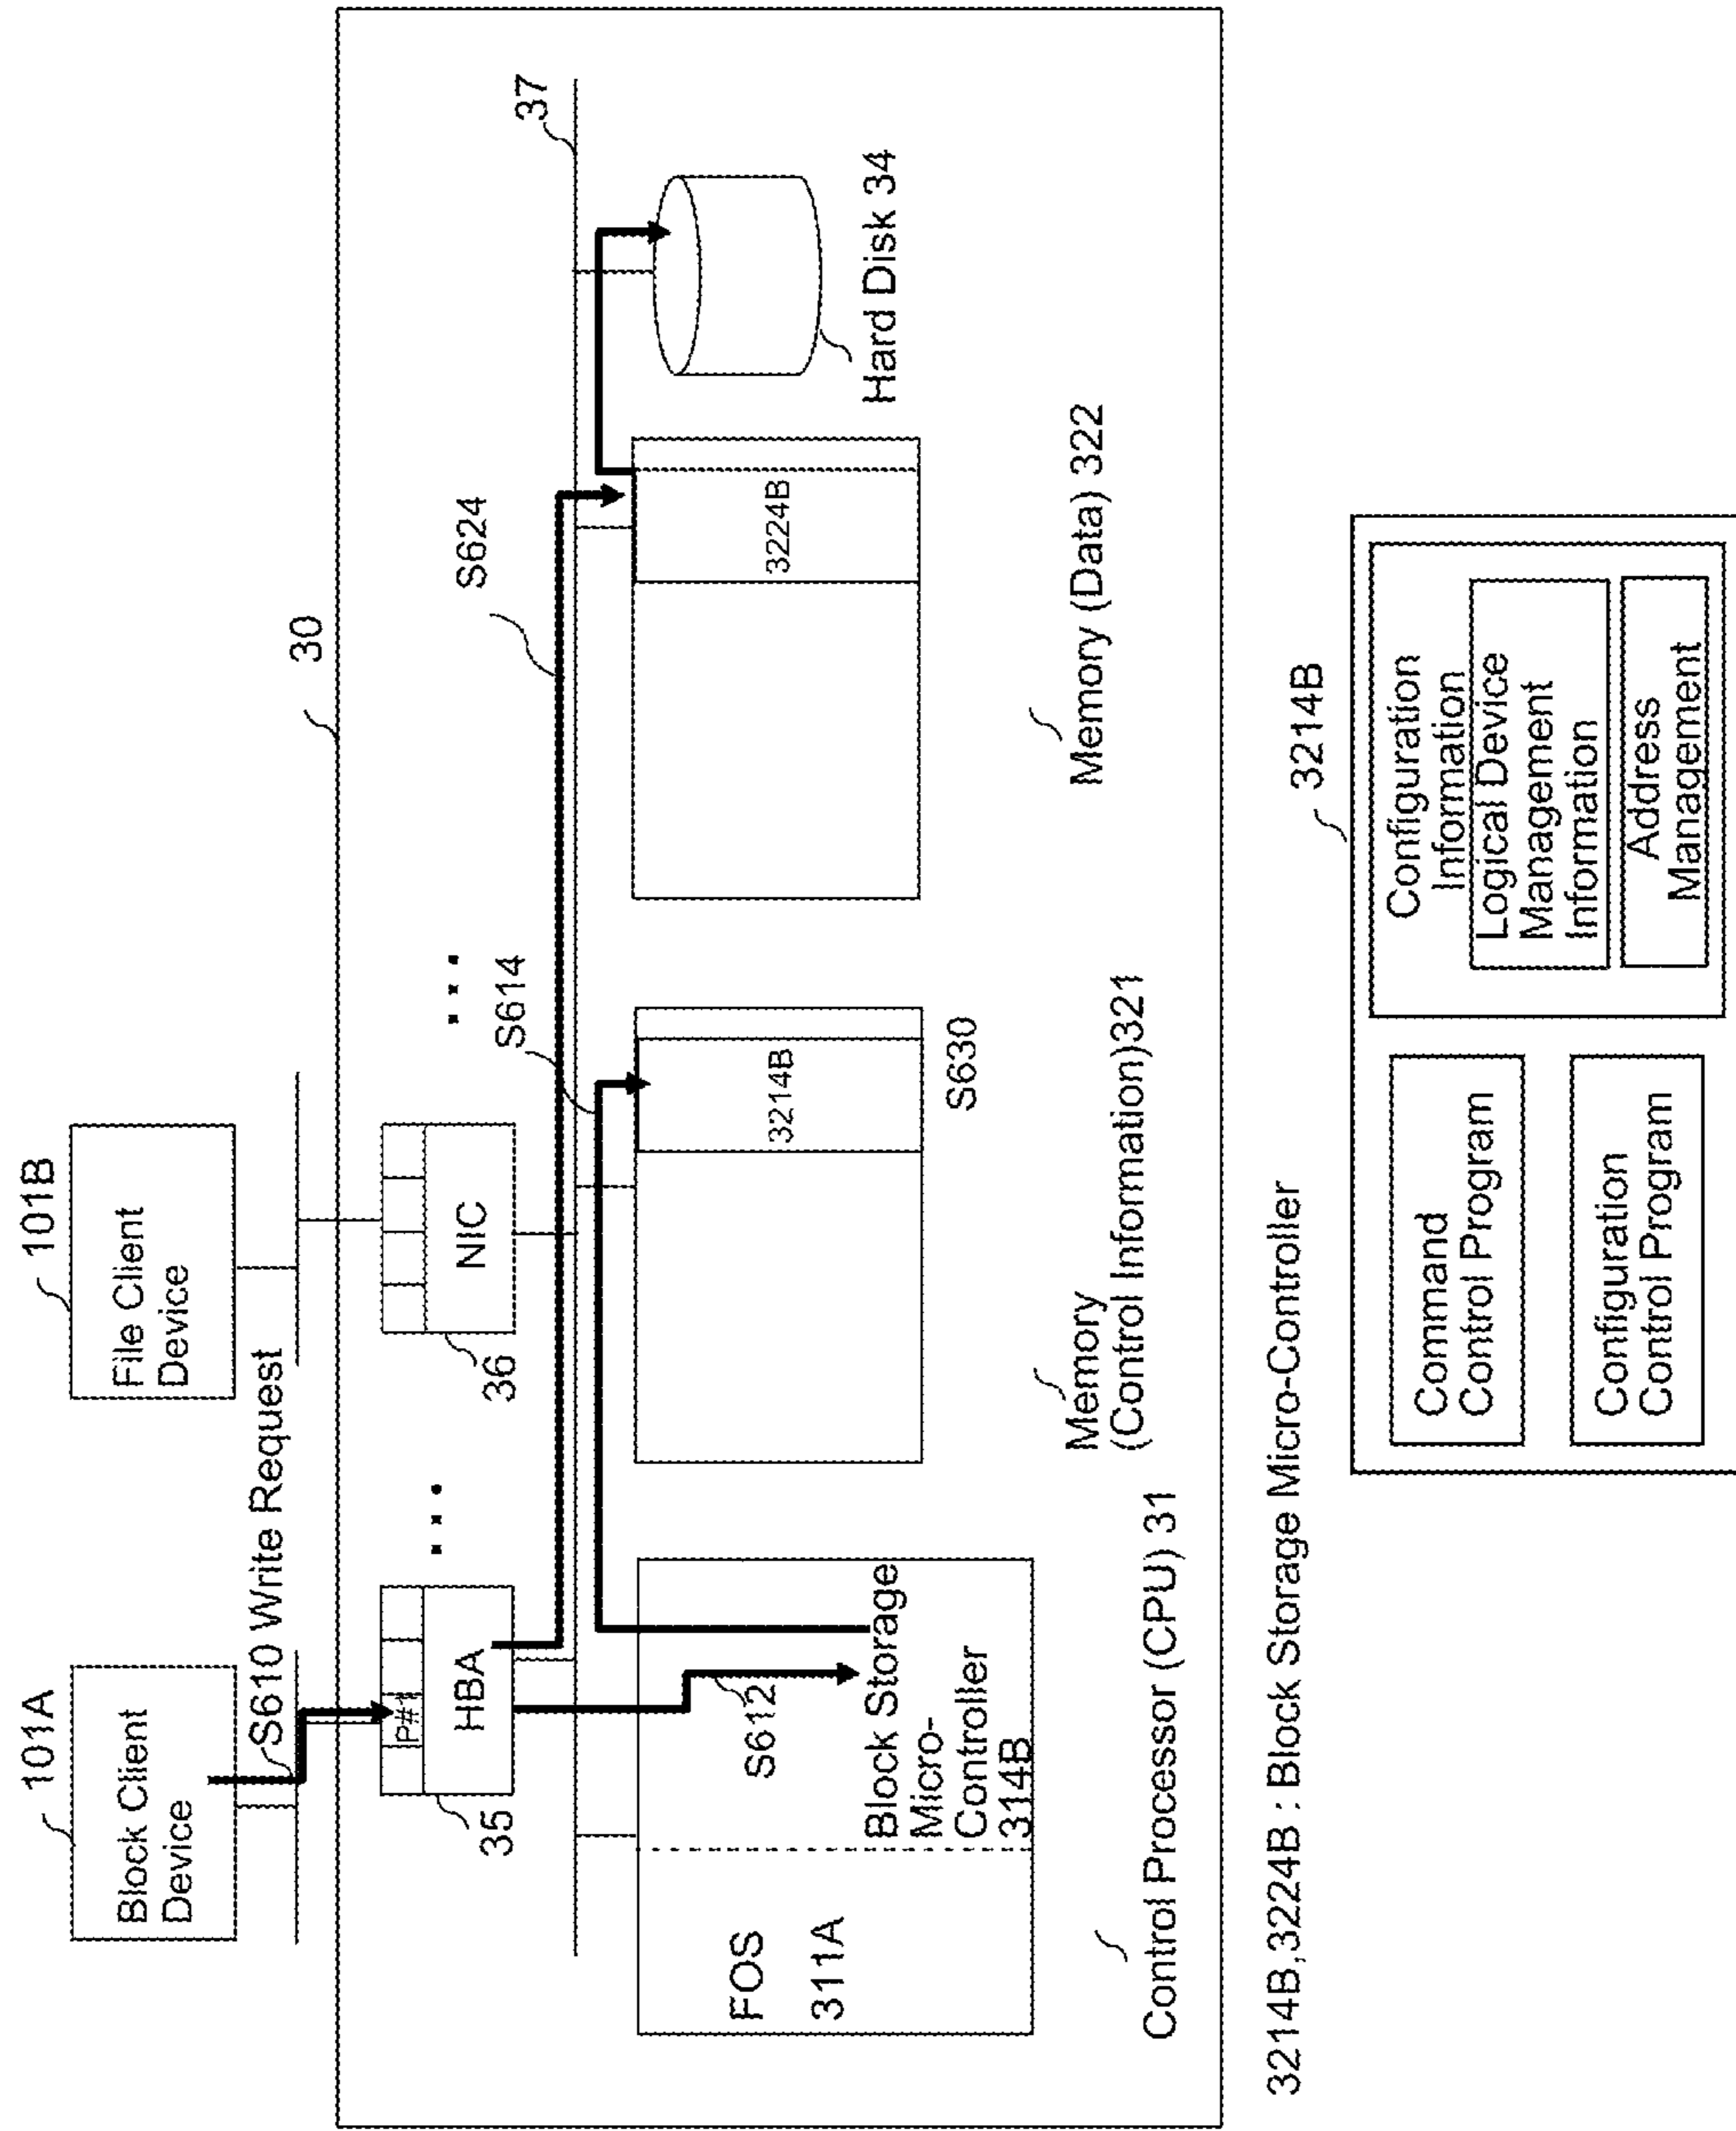 101A
Block Client
Device
S610 Write Request
101B
File Client
Device
30
P#1
HBA
35
. . .
NIC
36
. . .
S614
S624
37
FOS
311A
S612
Block Storage
Micro-
Controller
314B
Control Processor (CPU) 31
3214B
S630
Memory
(Control Information)321
3224B
Memory (Data) 322
Hard Disk 34
3214B,3224B : Block Storage Micro-Controller
3214B
Command
Control Program
Configuration
Control Program
Configuration
Information
Logical Device
Management
Information
Address
Management